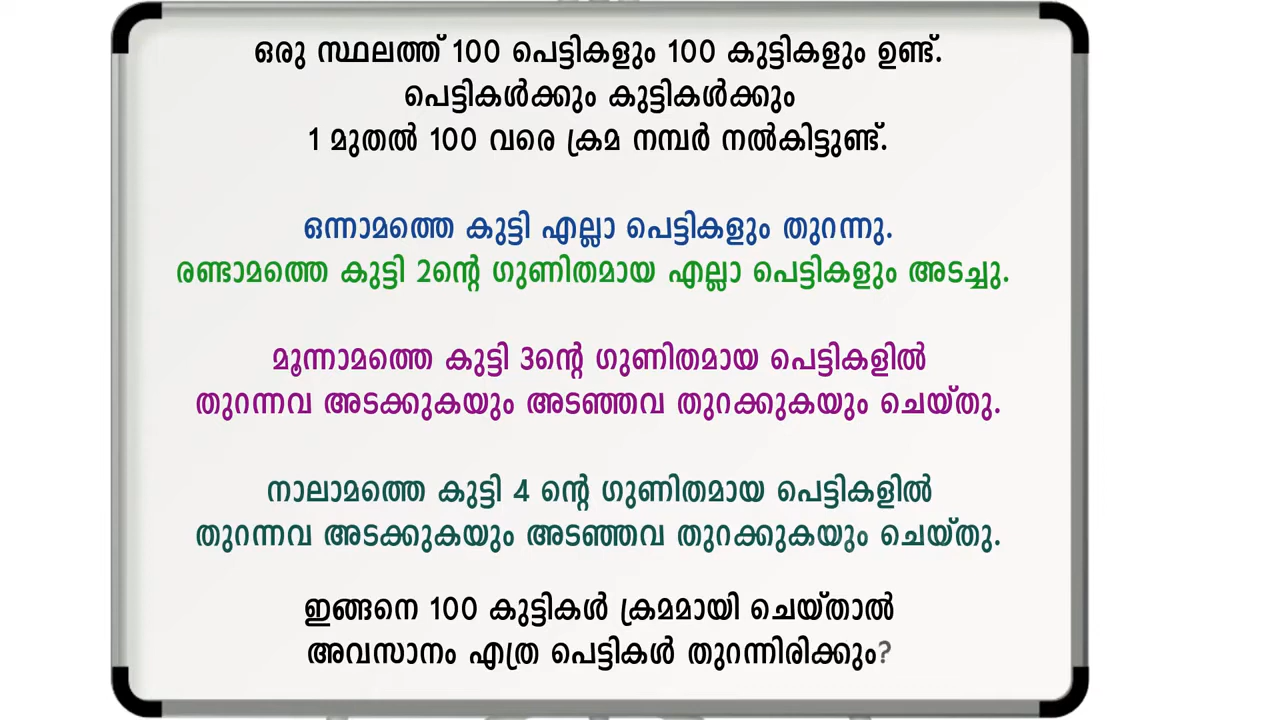 ഒരു സ്ഥലത്ത് 100 പെട്ടികളും 100 കുട്ടികളും ഉണ്ട്.
പെട്ടികൾക്കും കുട്ടികൾക്കും
1 മുതൽ 100 വരെ ക്രമ നമ്പർ നൽകിട്ടുണ്ട്.
ഒന്നാമത്തെ കുട്ടി എല്ലാ പെട്ടികളും തുറന്നു.
രണ്ടാമത്തെ കുട്ടി 2ന്റെ ഗുണിതമായ എല്ലാ പെട്ടികളും അടച്ചു.
മൂന്നാമത്തെ കുട്ടി 3ന്റെ ഗുണിതമായ പെട്ടികളിൽ
തുറന്നവ അടക്കുകയും അടഞ്ഞവ തുറക്കുകയും ചെയ്തു.
നാലാമത്തെ കുട്ടി 4 ന്റെ ഗുണിതമായ പെട്ടികളിൽ
തുറന്നവ അടക്കുകയും അടഞ്ഞവ തുറക്കുകയും ചെയ്തു.
ഇങ്ങനെ 100 കുട്ടികൾ ക്രമമായി ചെയ്താൽ
അവസാനം എത്ര പെട്ടികൾ തുറന്നിരിക്കും?